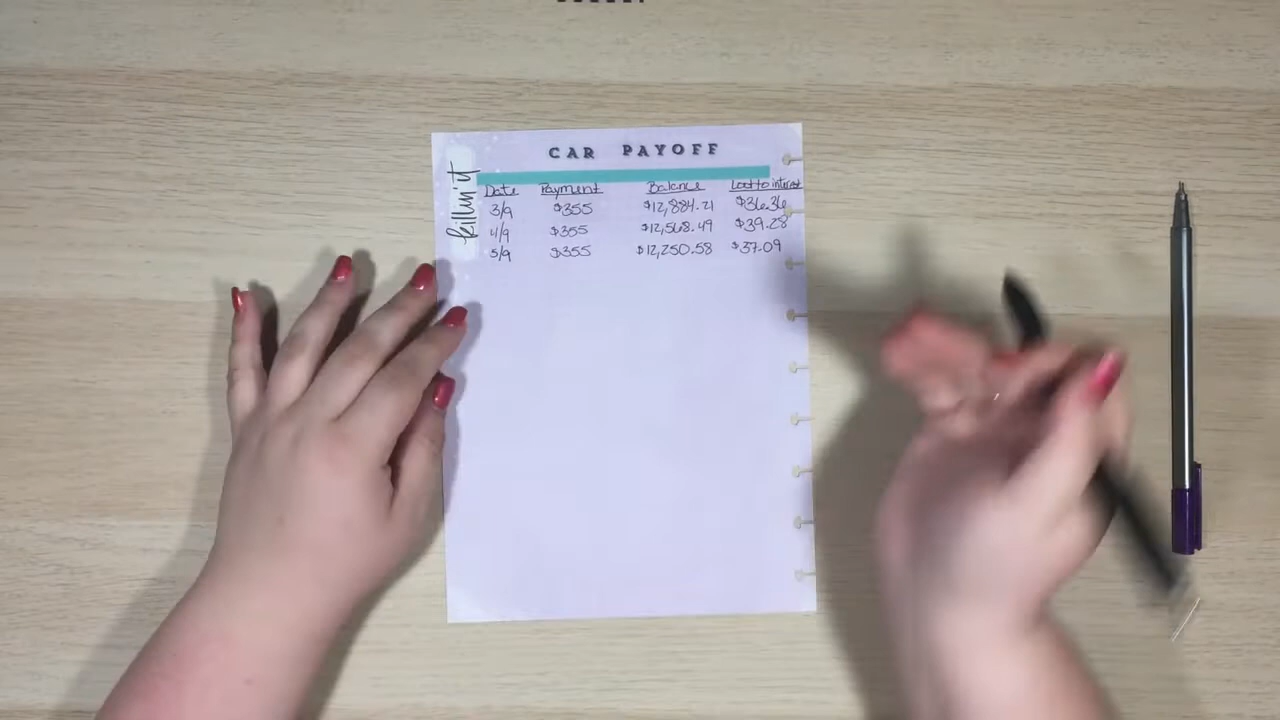 CAR PAYOFF
killin' it
Date Payment Balance Lost to interest
3/9 $355 $12,884.21 $36.36
4/9 $355 $12,568.49 $39.28
5/9 $355 $12,250.58 $37.09